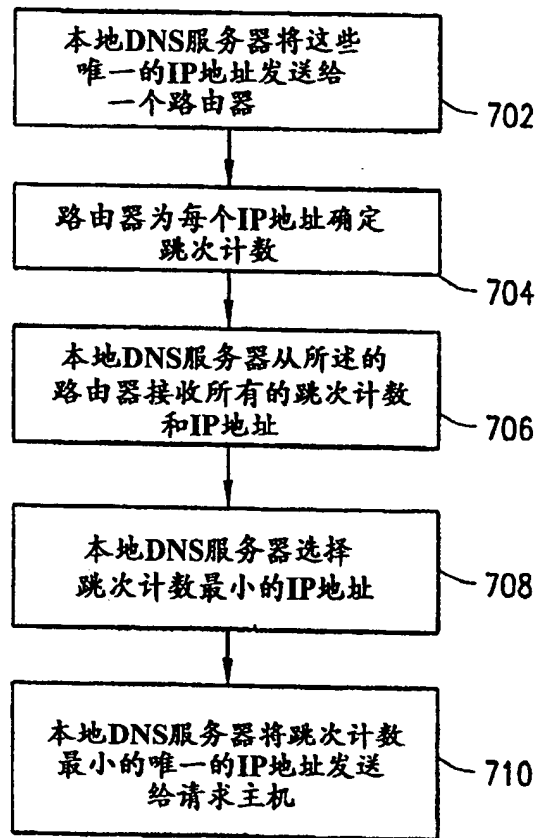 本地DNS服务器将这些
唯一的IP地址发送给
一个路由器
702
路由器为每个IP地址确定
跳次计数
704
本地DNS服务器从所述的
路由器接收所有的跳次计数
和IP地址
706
本地DNS服务器选择
跳次计数最小的IP地址
708
本地DNS服务器将跳次计数
最小的唯一的IP地址发送
给请求主机
710